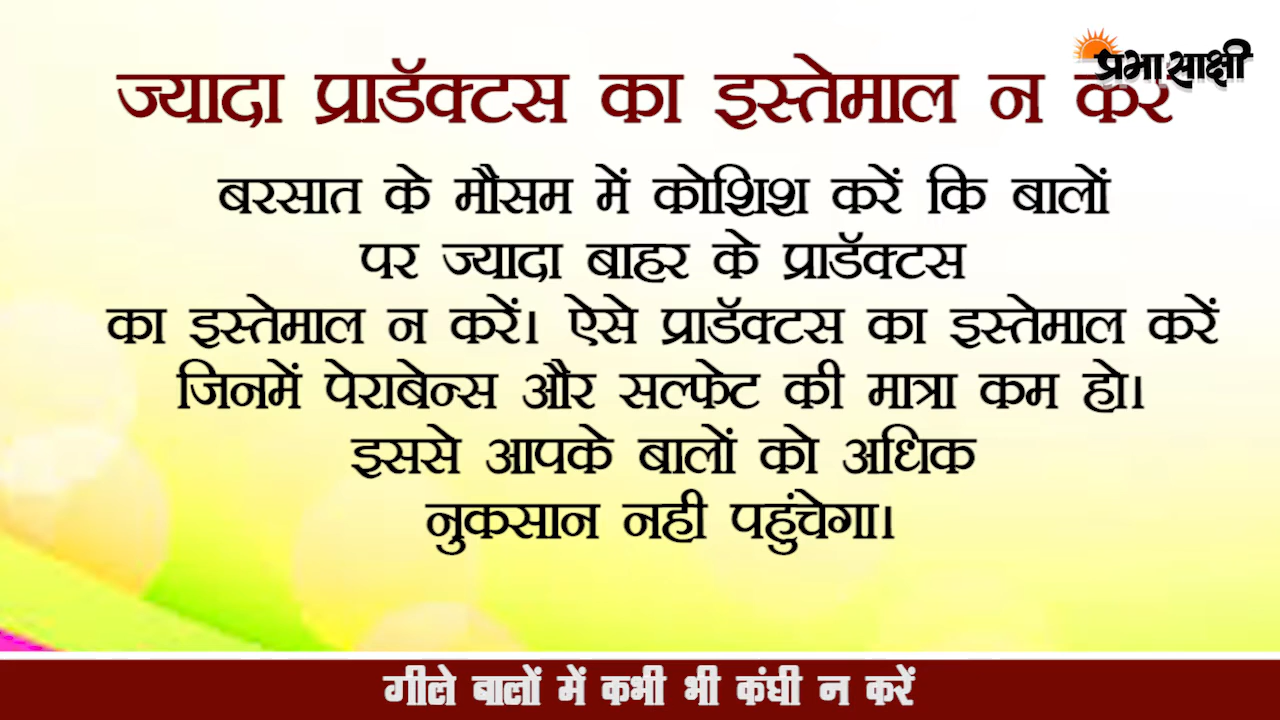 प्रभासाक्षी
ज्यादा प्राडॅक्टस का इस्तेमाल न करें
बरसात के मौसम में कोशिश करें कि बालों
पर ज्यादा बाहर के प्राडॅक्टस
का इस्तेमाल न करें। ऐसे प्राडॅक्टस का इस्तेमाल करें
जिनमें पेराबेन्स और सल्फेट की मात्रा कम हो।
इससे आपके बालों को अधिक
नुकसान नही पहुंचेगा।
गीले बालों में कभी भी कंघी न करें